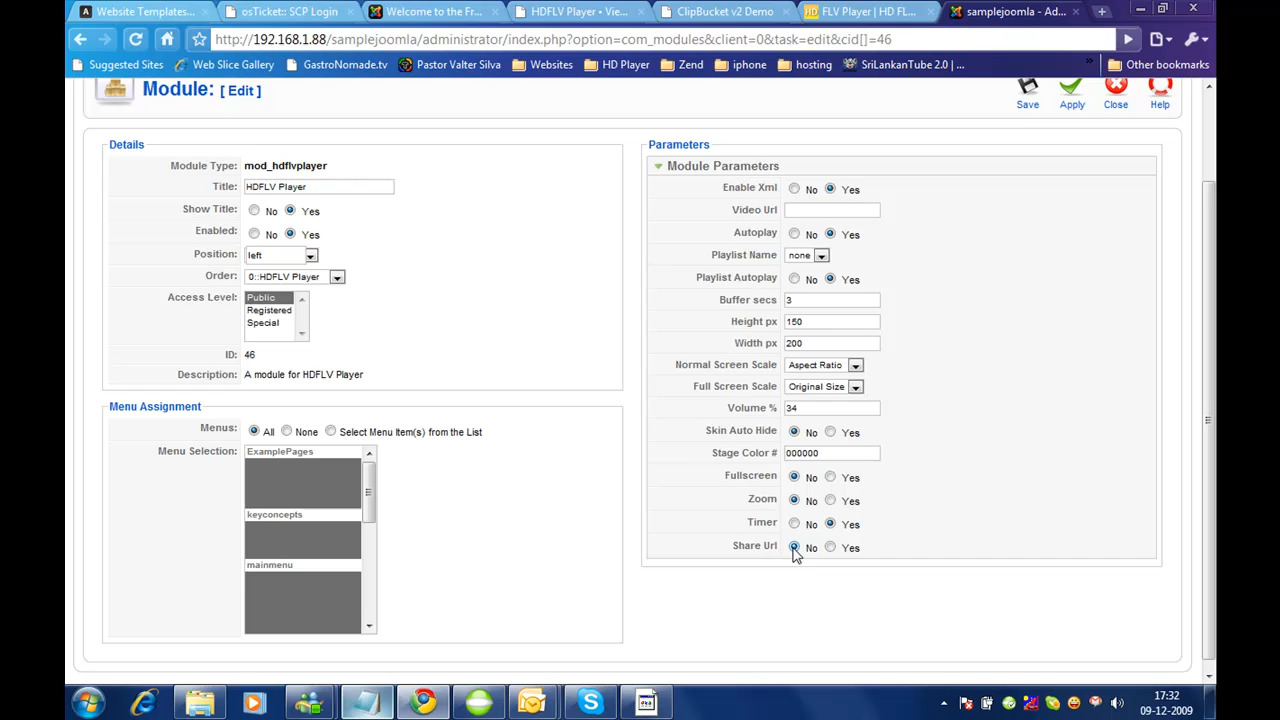 Website Templates... osTicket:: SCP Login Welcome to the Fr... HDFLV Player • Vie... ClipBucket v2 Demo FLV Player | HD FL... samplejoomla - Ad...
http://192.168.1.88/samplejoomla/administrator/index.php?option=com_modules&client=0&task=edit&cid[]=46
Suggested Sites Web Slice Gallery GastroNomade.tv Pastor Valter Silva Websites HD Player Zend iphone hosting SriLankanTube 2.0 | ... » Other bookmarks
Module: [ Edit ]
Save Apply Close Help
Details
Module Type: mod_hdflvplayer
Title: HDFLV Player
Show Title: No Yes
Enabled: No Yes
Position: left
Order: 0::HDFLV Player
Access Level: Public
Registered
Special
ID: 46
Description: A module for HDFLV Player
Menu Assignment
Menus: All None Select Menu Item(s) from the List
Menu Selection: ExamplePages
keyconcepts
mainmenu
Parameters
Module Parameters
Enable Xml No Yes
Video Url
Autoplay No Yes
Playlist Name none
Playlist Autoplay No Yes
Buffer secs 3
Height px 150
Width px 200
Normal Screen Scale Aspect Ratio
Full Screen Scale Original Size
Volume % 34
Skin Auto Hide No Yes
Stage Color # 000000
Fullscreen No Yes
Zoom No Yes
Timer No Yes
Share Url No Yes
17:32
09-12-2009